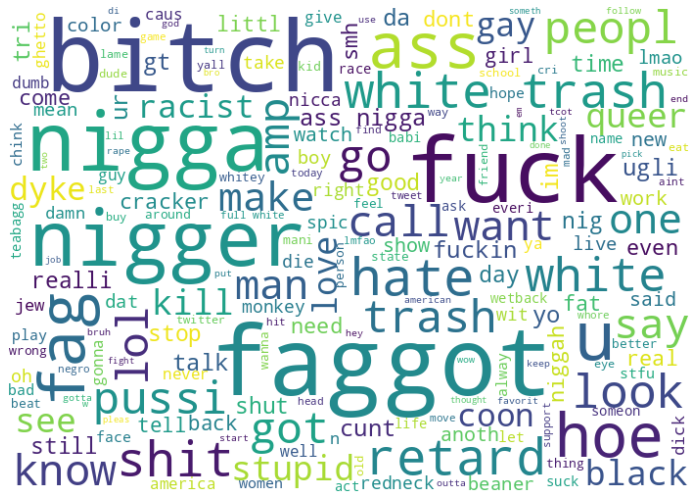 di
caus
littl
give
da
dont
gay
peopl
someth
follow
tri
god
color
bitch
use
smh
ass
girl
lame
game
turn
kid
race
cri
ghetto
dude
yall
gt
take
time
lmao
music
dumb
bro
school
come
ur
white trash
hope
end
mean
racist
nicca
em
tcot
amp
ass nigga
way
think
queer
chink
lil
nigga
watch
find
babi
go
fuck
done
mad
shoot
name
new
eat
two
rape
boy
friend
pick
aint
dyke
guy
whitey
today
right
good
tweet
year
im
ugli
last
make
cracker
feel
ask
everi
work
teabagg
damn
buy
around
full white
spic
call
want
nig
one
nigger
mani
lmfao
show
fuckin
ya
live
even
realli
job
put
man
love
die
person
state
hate
day
white
said
jew
dat
kill
monkey
american
wetback
fat
whore
u
say
play
bruh
twitter
hit
hey
trash
wit
yo
better
wrong
fag
lol
stop
need
wanna
faggot
niggah
real
eye
oh
negro
gonna
never
talk
wow
keep
alway
stfu
look
bad
fight
pussi
shut
head
thought
favorit
coon
someon
beat
gotta
w
see
tell
back
got
n
cunt
life
move
support
hoe
dick
pleas
face
start
let
still
shit
stupid
well
old
retard
anoth
thing
black
know
america
women
act
redneck
outta
beaner
suck